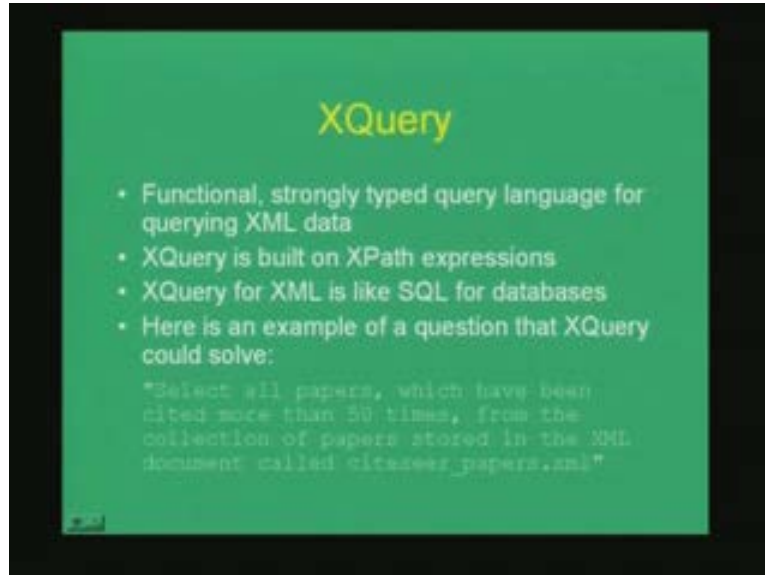 XQuery
• Functional, strongly typed query language for
querying XML data
• XQuery is built on XPath expressions
• XQuery for XML is like SQL for databases
• Here is an example of a question that XQuery
could solve:
"Select all papers, which have been
cited more than 50 times, from the
collection of papers stored in the XML
document called citeseer_papers.xml"